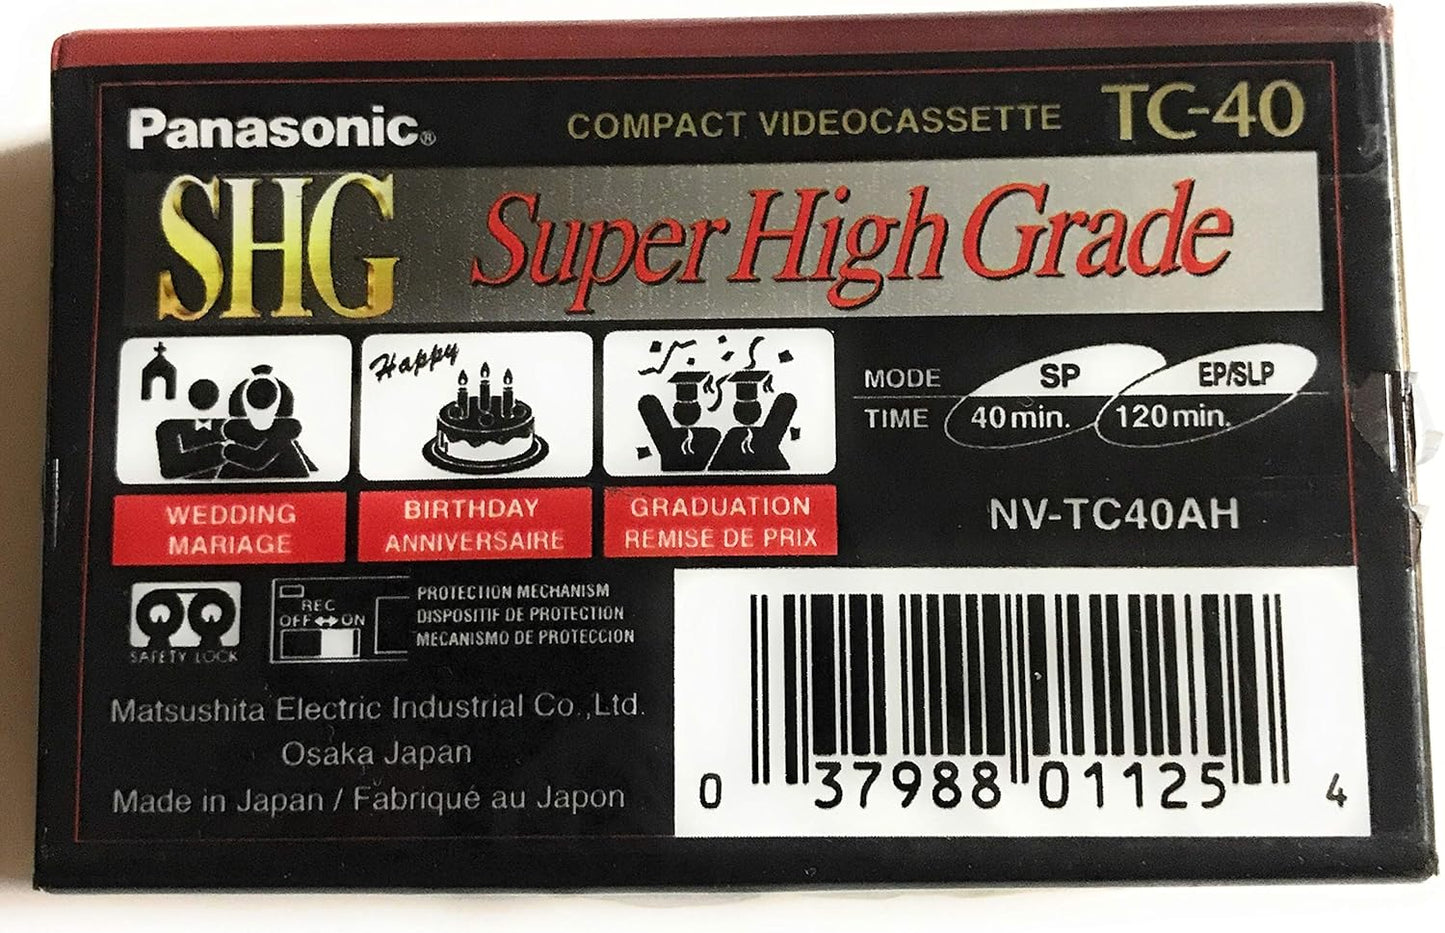 Panasonic®
COMPACT VIDEOCASSETTE TC-40
SHG Super High Grade
Happy
WEDDING
MARIAGE
BIRTHDAY
ANNIVERSAIRE
GRADUATION
REMISE DE PRIX
MODE SP EP/SLP
TIME 40 min. 120 min.
NV-TC40AH
SAFETY LOCK
REC
OFF↔ON
PROTECTION MECHANISM
DISPOSITIF DE PROTECTION
MECANISMO DE PROTECCION
Matsushita Electric Industrial Co.,Ltd.
Osaka Japan
Made in Japan / Fabriqué au Japon
0 37988 01125 4